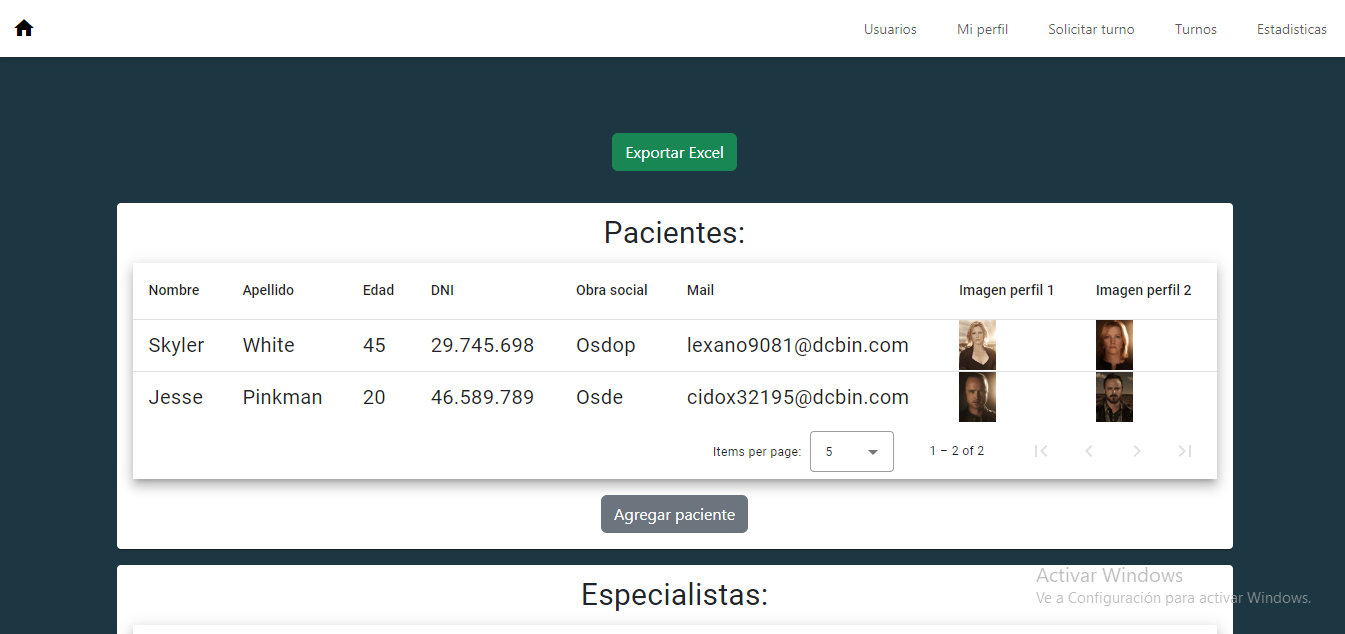 Usuarios Mi perfil Solicitar turno Turnos Estadisticas
Exportar Excel
Pacientes:
Nombre Apellido Edad DNI Obra social Mail Imagen perfil 1 Imagen perfil 2
Skyler White 45 29.745.698 Osdop lexano9081@dcbin.com
Jesse Pinkman 20 46.589.789 Osde cidox32195@dcbin.com
Items per page: 5 1 – 2 of 2
Agregar paciente
Especialistas:
Activar Windows
Ve a Configuración para activar Windows.